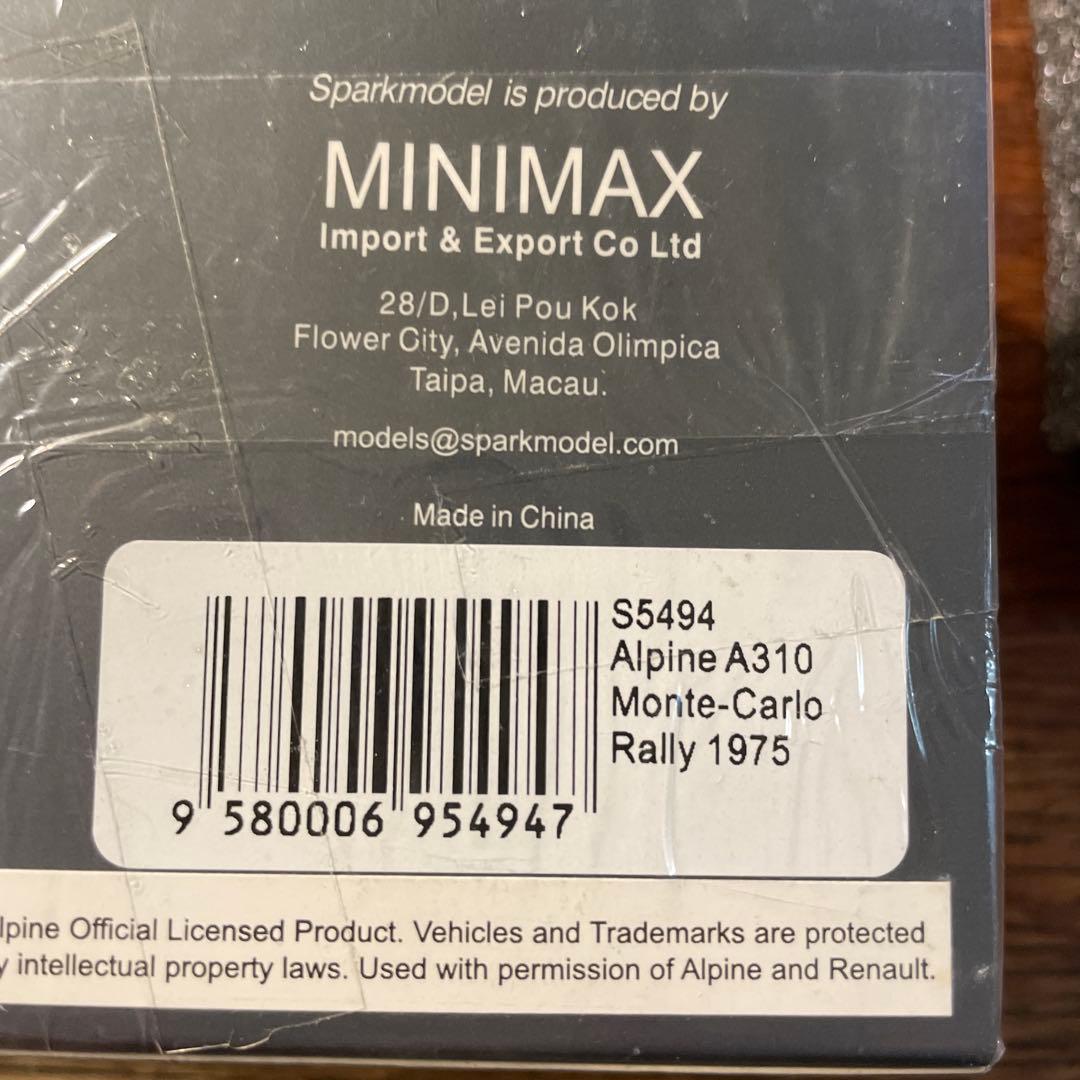 Sparkmodel is produced by
MINIMAX
Import & Export Co Ltd
28/D,Lei Pou Kok
Flower City, Avenida Olimpica
Taipa, Macau.
models@sparkmodel.com
Made in China
S5494
Alpine A310
Monte-Carlo
Rally 1975
9 580006 954947
lpine Official Licensed Product. Vehicles and Trademarks are protected
y intellectual property laws. Used with permission of Alpine and Renault.